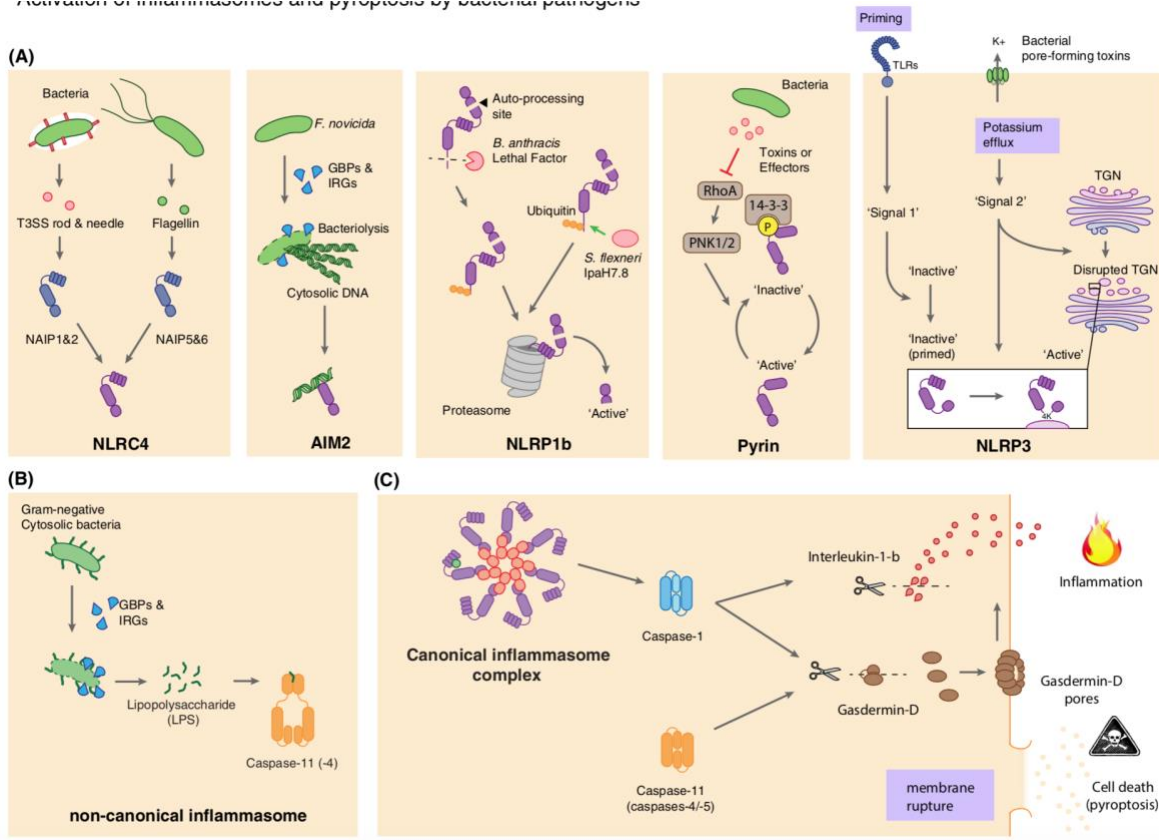 Activation of inflammasomes and pyroptosis by bacterial pathogens
(A)
Bacteria
T3SS rod & needle
Flagellin
NAIP1&2
NAIP5&6
NLRC4
F. novicida
GBPs &
IRGs
Bacteriolysis
Cytosolic DNA
AIM2
Auto-processing
site
B. anthracis
Lethal Factor
Ubiquitin
S. flexneri
IpaH7.8
Proteasome
'Active'
NLRP1b
Bacteria
Toxins or
Effectors
RhoA
14-3-3
P
PNK1/2
'Inactive'
'Active'
Pyrin
Priming
TLRs
K+
Bacterial
pore-forming toxins
Potassium
efflux
TGN
'Signal 1'
'Signal 2'
'Inactive'
Disrupted TGN
'Inactive'
(primed)
'Active'
4K
NLRP3
(B)
Gram-negative
Cytosolic bacteria
GBPs &
IRGs
Lipopolysaccharide
(LPS)
Caspase-11 (-4)
non-canonical inflammasome
(C)
Canonical inflammasome
complex
Caspase-1
Interleukin-1-b
Inflammation
Gasdermin-D
Gasdermin-D
pores
Caspase-11
(caspases-4/-5)
membrane
rupture
Cell death
(pyroptosis)